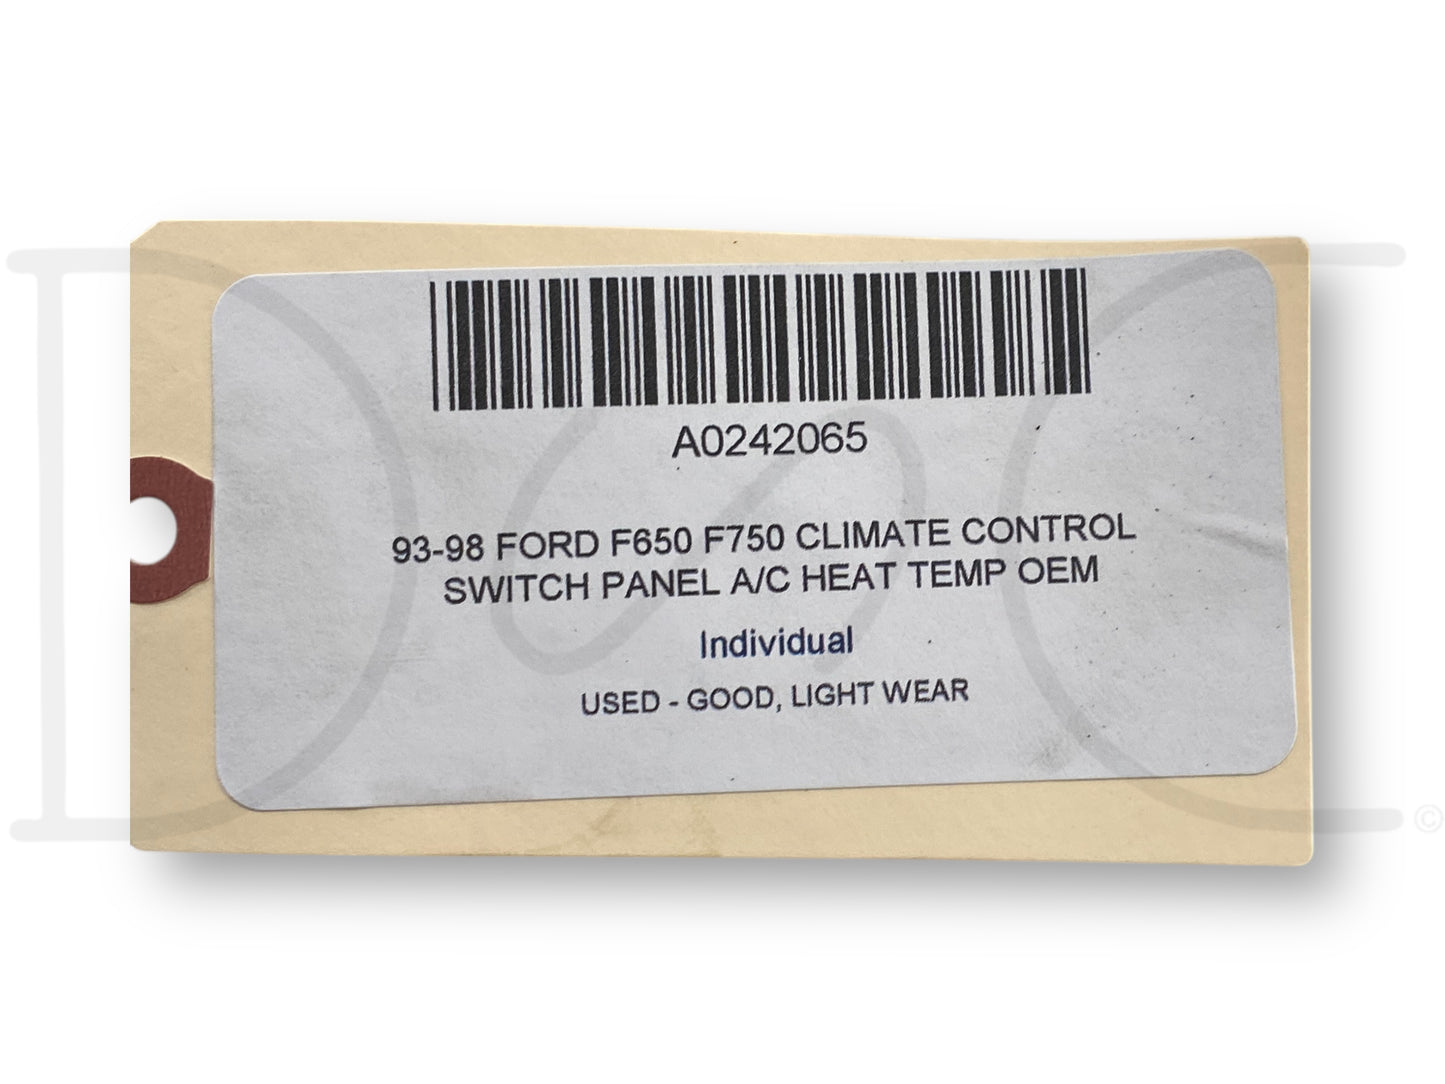 A0242065
93-98 FORD F650 F750 CLIMATE CONTROL
SWITCH PANEL A/C HEAT TEMP OEM
Individual
USED - GOOD, LIGHT WEAR
©